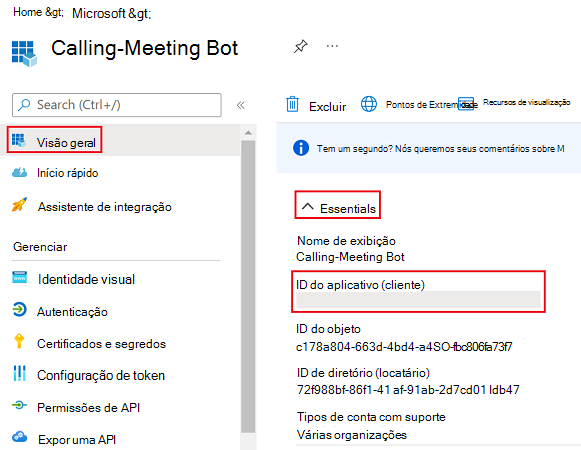 Home &gt; Microsoft &gt;
Calling-Meeting Bot
Search (Ctrl+/)
Visão geral
Início rápido
Assistente de integração
Gerenciar
Identidade visual
Autenticação
Certificados e segredos
Configuração de token
Permissões de API
Expor uma API
Excluir
Pontos de Extremidade
Recursos de visualização
Tem um segundo? Nós queremos seus comentários sobre M
Essentials
Nome de exibição
Calling-Meeting Bot
ID do aplicativo (cliente)
ID do objeto
c178a804-663d-4bd4-a4SO-fbc806fa73f7
ID de diretório (locatário)
72f988bf-86f1-41 af-91ab-2d7cd01 Idb47
Tipos de conta com suporte
Várias organizações